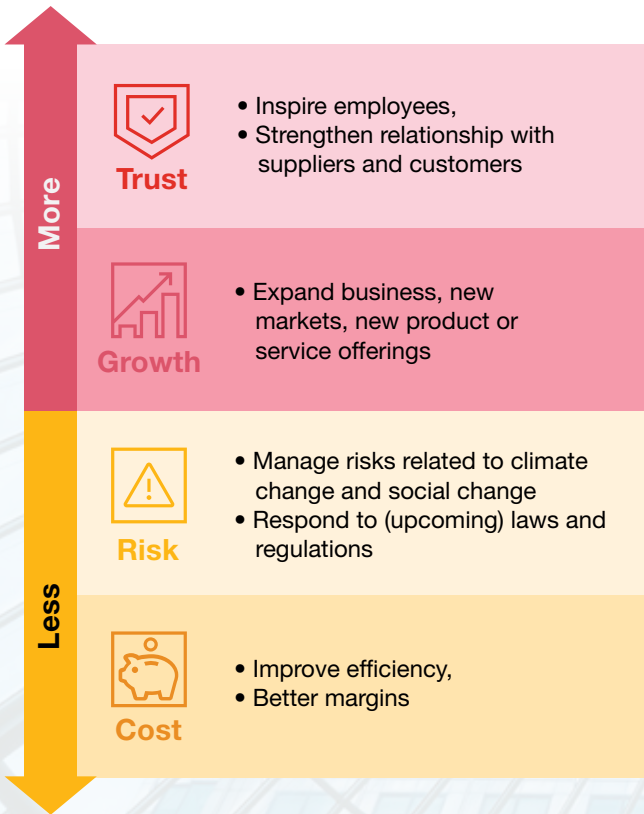 More
Trust
• Inspire employees,
• Strengthen relationship with
suppliers and customers
Growth
• Expand business, new
markets, new product or
service offerings
Less
Risk
• Manage risks related to climate
change and social change
• Respond to (upcoming) laws and
regulations
Cost
• Improve efficiency,
• Better margins